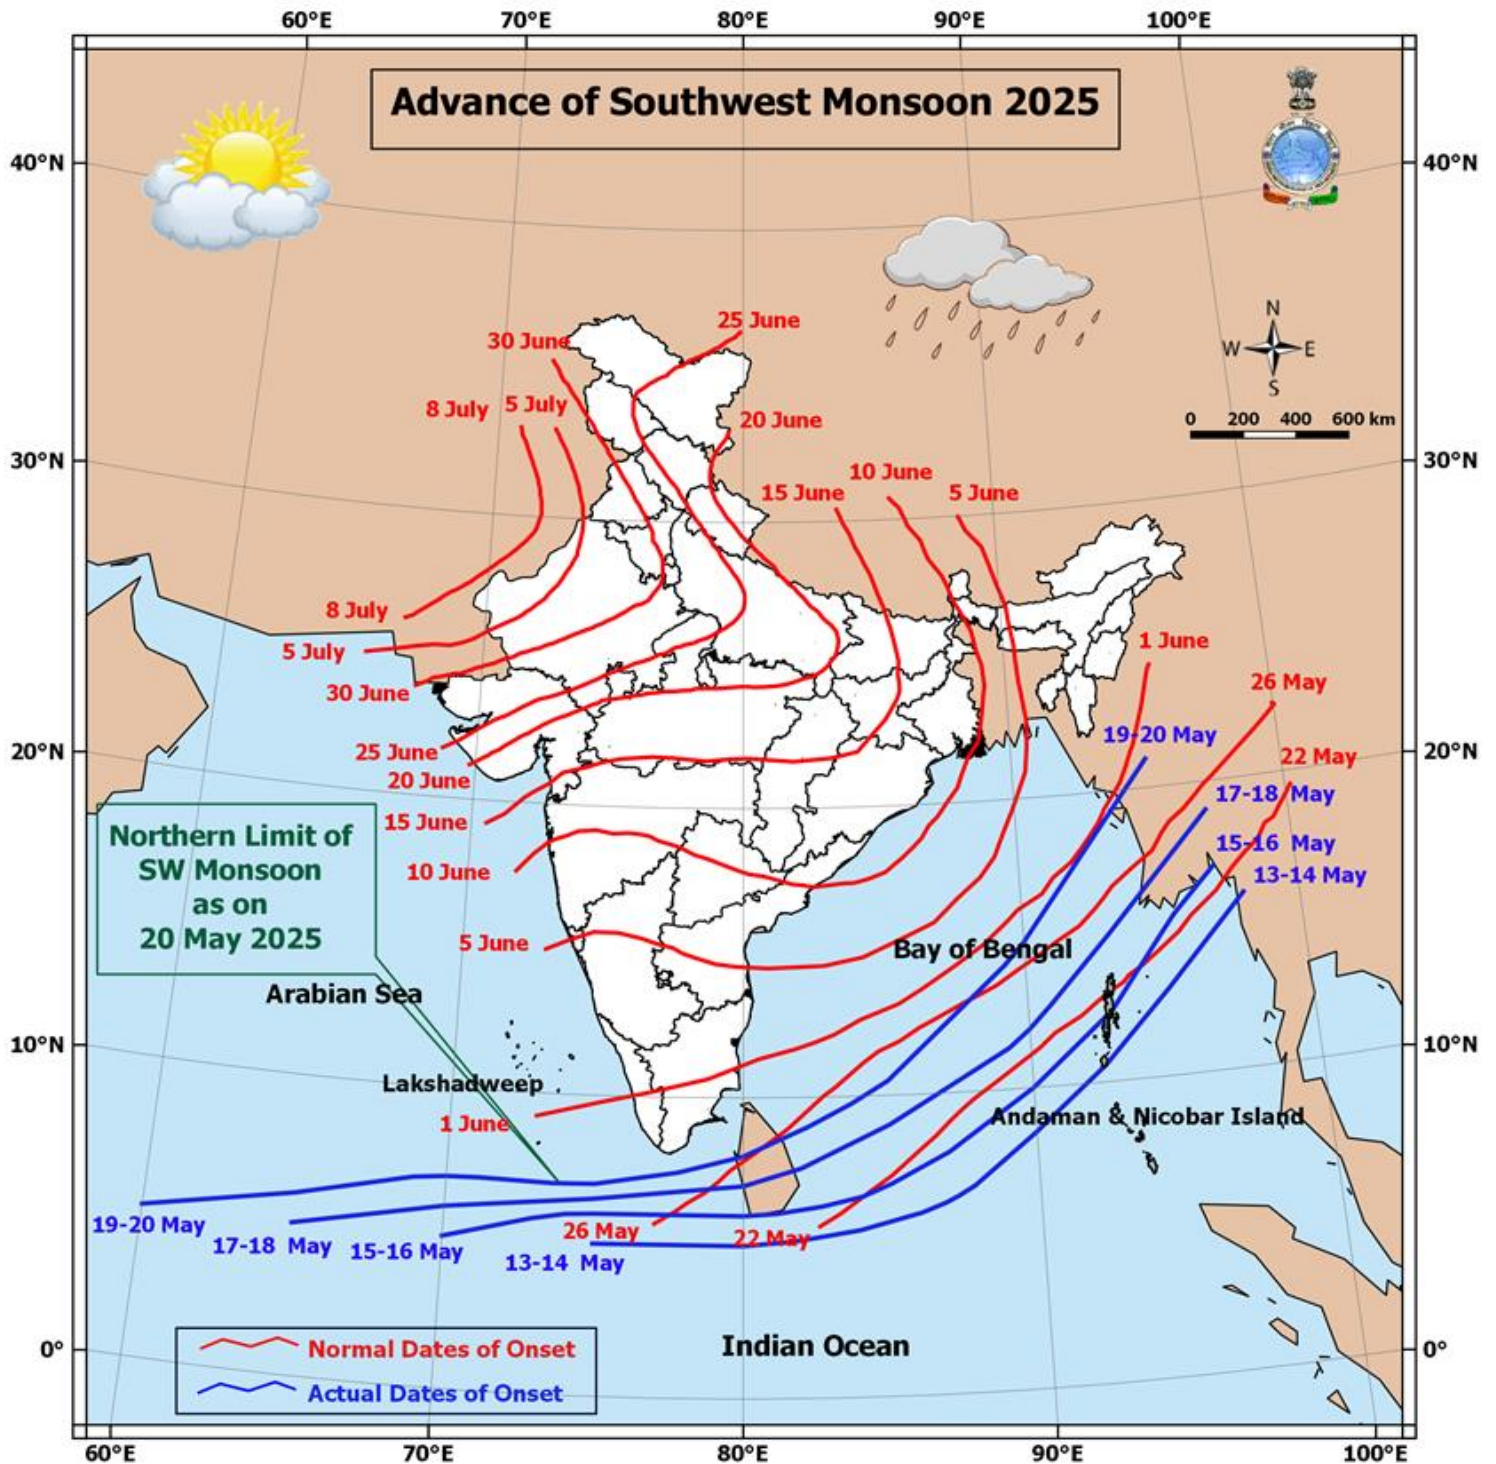 60°E 70°E 80°E 90°E 100°E
Advance of Southwest Monsoon 2025
40°N 40°N
N
W E
S
0 200 400 600 km
25 June
30 June
8 July 5 July
20 June
30°N 30°N
10 June
15 June 5 June
8 July
5 July
1 June
30 June
26 May
19-20 May
20°N 20°N
25 June
22 May
20 June
17-18 May
15 June
Northern Limit of
SW Monsoon
as on
20 May 2025
15-16 May
10 June
13-14 May
5 June
Bay of Bengal
Arabian Sea
10°N 10°N
Lakshadweep
1 June
Andaman & Nicobar Island
19-20 May
26 May
22 May
17-18 May
15-16 May
13-14 May
0° 0°
Indian Ocean
Normal Dates of Onset
Actual Dates of Onset
60°E 70°E 80°E 90°E 100°E